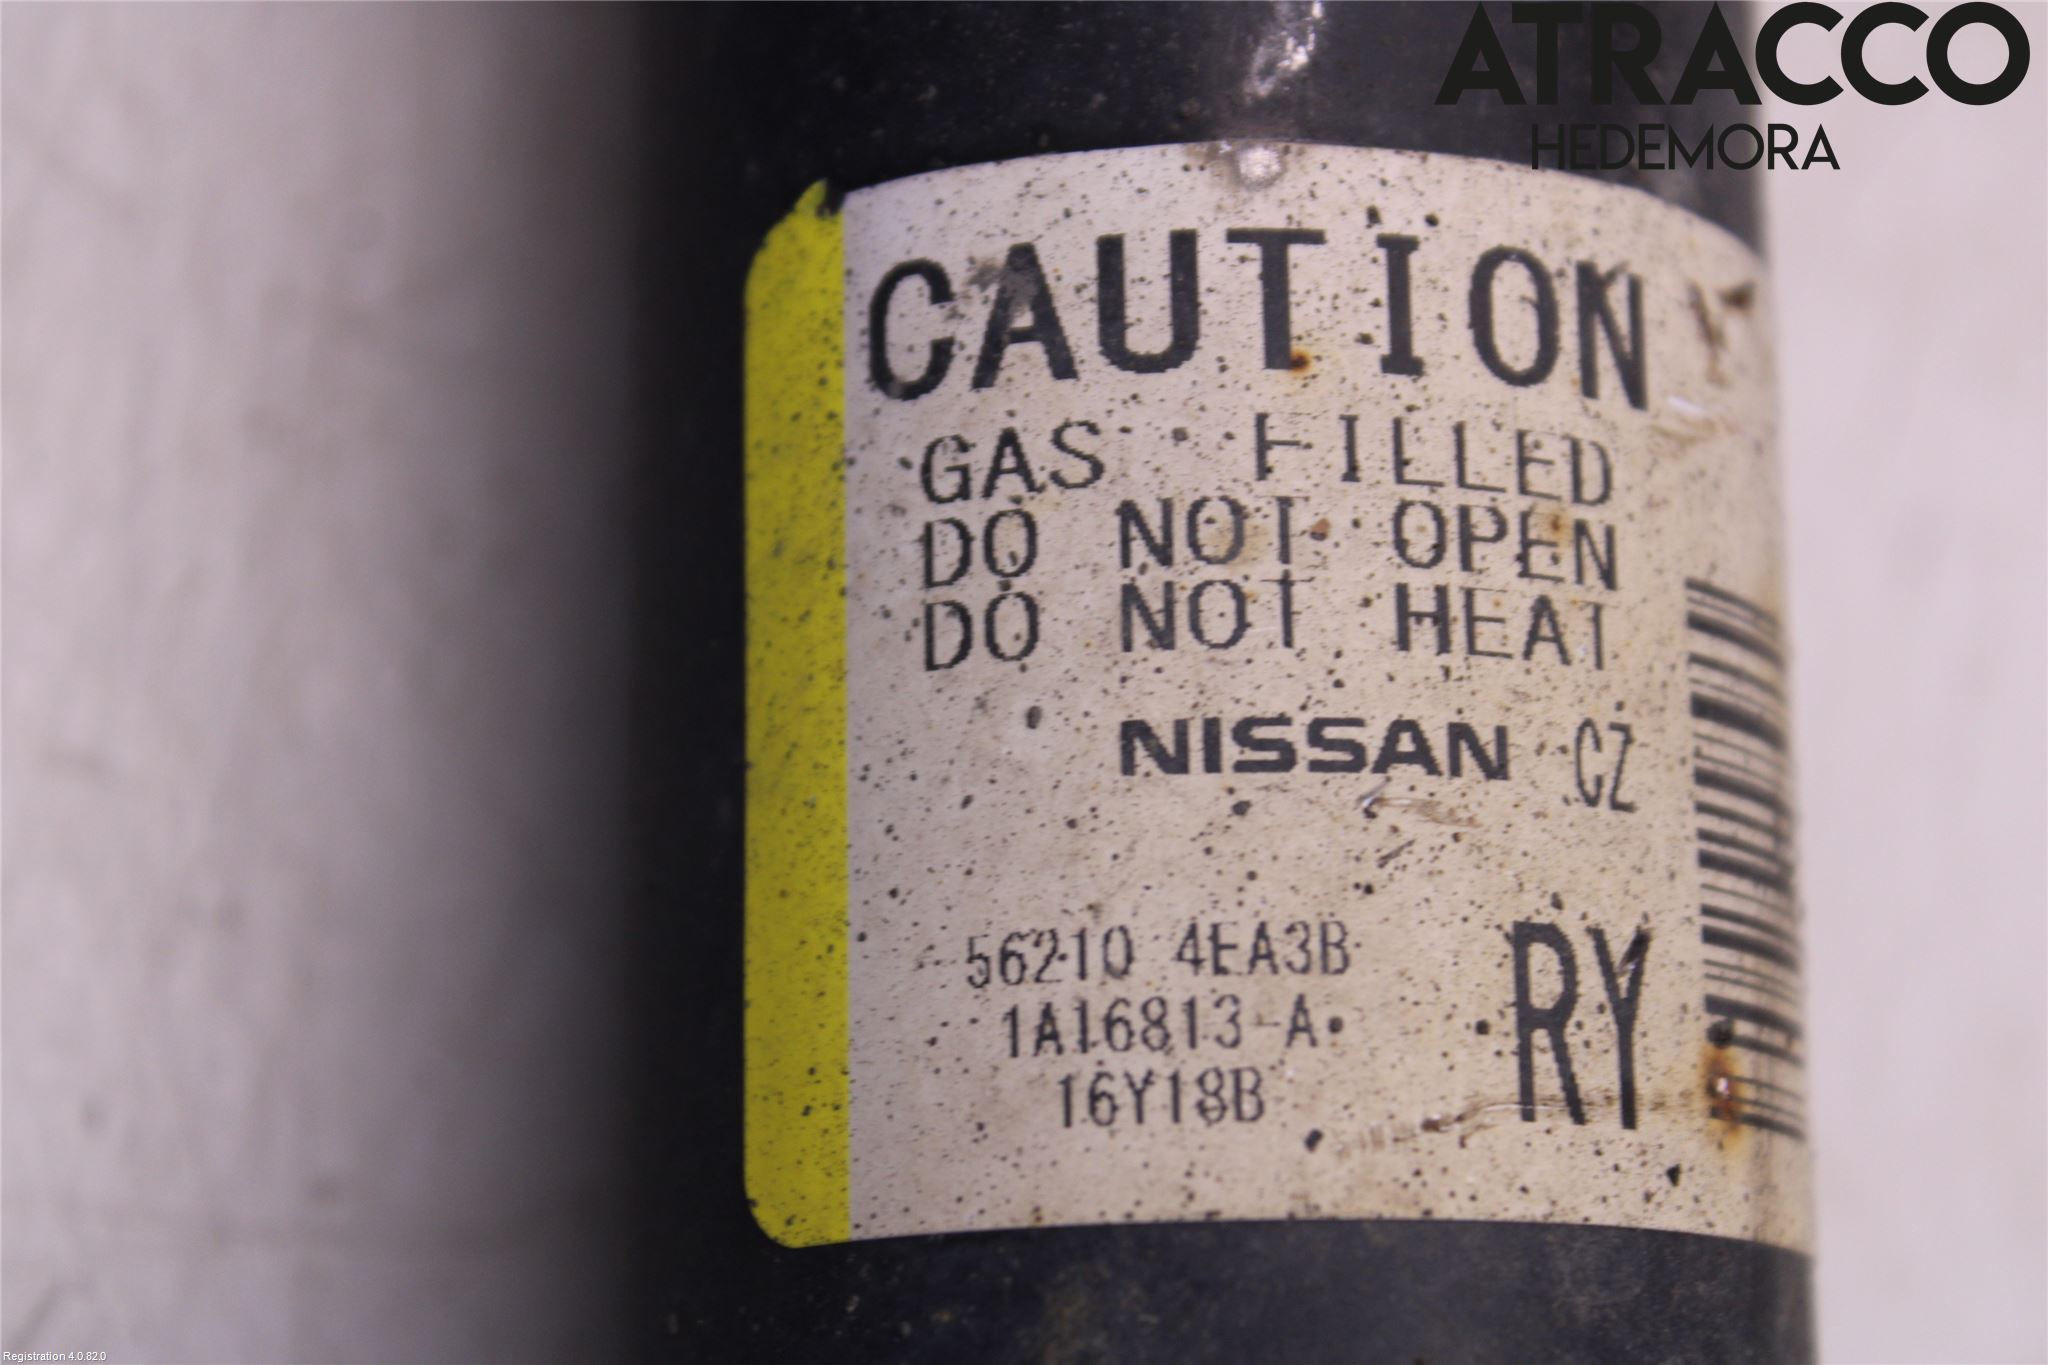 ATRACCO
HEDEMORA
CAUTION
GAS FILLED
DO NOT OPEN
DO NOT HEAT
NISSAN CZ
56210 4EA3B
1A16813-A
16Y18B
RY
Registration 4.0.82.0